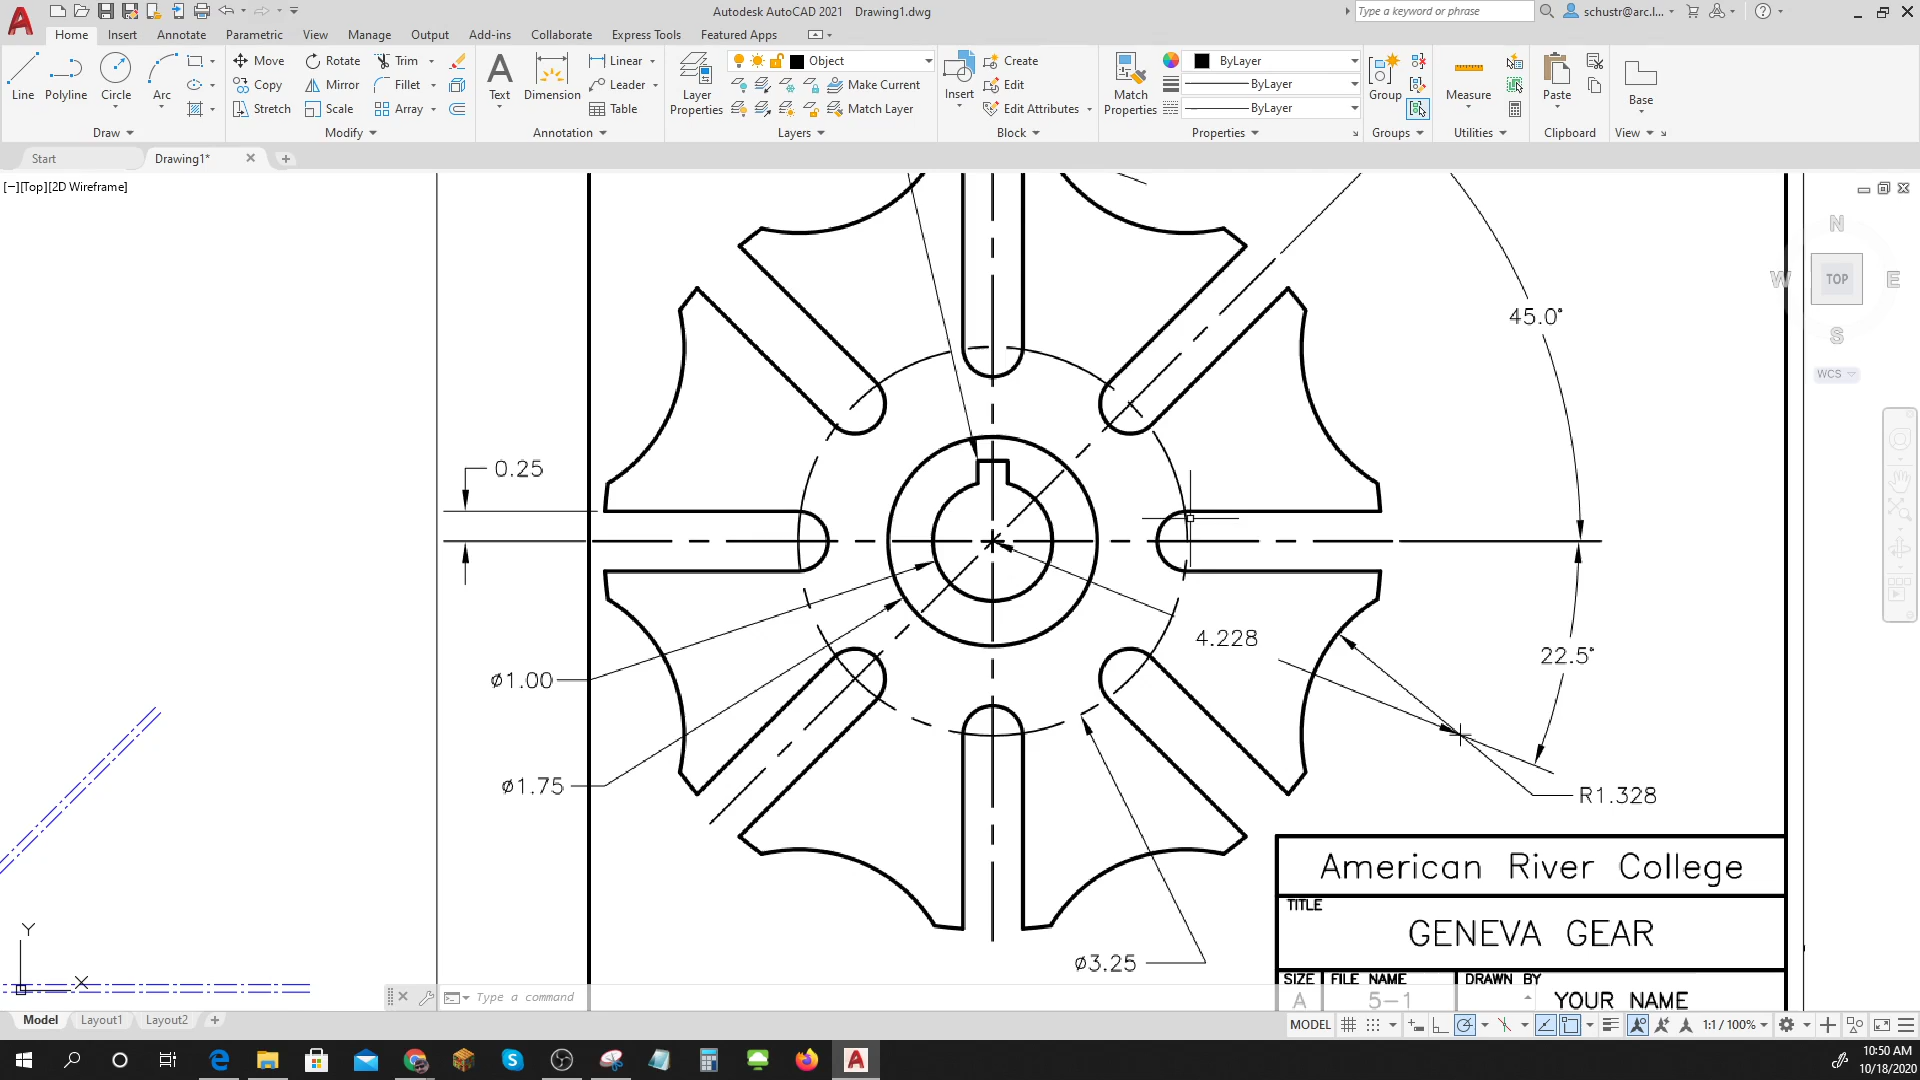 Autodesk AutoCAD 2021 Drawing1.dwg
Type a keyword or phrase
schustr@arc.l...
Home Insert Annotate Parametric View Manage Output Add-ins Collaborate Express Tools Featured Apps
Line Polyline Circle Arc
Move Rotate Trim
Copy Mirror Fillet
Stretch Scale Array
Text Dimension
Linear
Leader
Table
Layer Properties
Object
Make Current
Match Layer
Insert
Create
Edit
Edit Attributes
Match Properties
ByLayer
ByLayer
ByLayer
Group
Measure
Paste
Base
Draw Modify Annotation Layers Block Properties Groups Utilities Clipboard View
Start Drawing1*
[−][Top][2D Wireframe]
N
W TOP E
S
WCS
45.0°
0.25
4.228
22.5°
⌀1.00
⌀1.75
R1.328
⌀3.25
American River College
TITLE
GENEVA GEAR
SIZE FILE NAME DRAWN BY
A 5-1 YOUR NAME
Y
X
Type a command
Model Layout1 Layout2
MODEL 1:1 / 100%
10:50 AM
10/18/2020